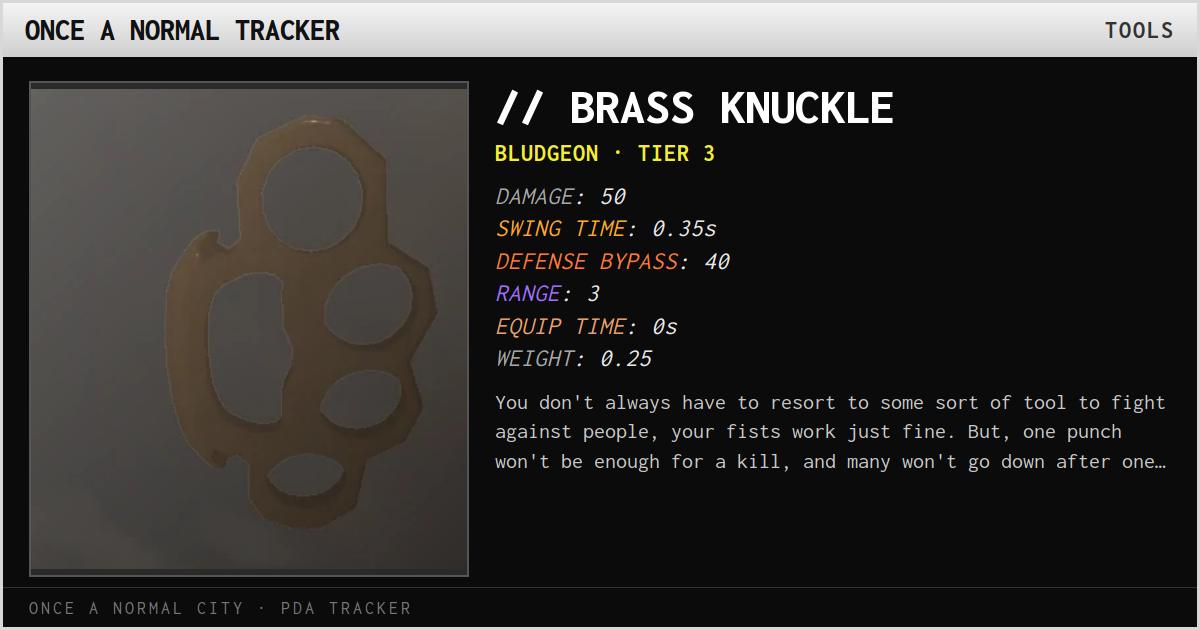 ONCE A NORMAL TRACKER
TOOLS
// BRASS KNUCKLE
BLUDGEON · TIER 3
DAMAGE: 50
SWING TIME: 0.35s
DEFENSE BYPASS: 40
RANGE: 3
EQUIP TIME: 0s
WEIGHT: 0.25
You don't always have to resort to some sort of tool to fight
against people, your fists work just fine. But, one punch
won't be enough for a kill, and many won't go down after one…
ONCE A NORMAL CITY · PDA TRACKER